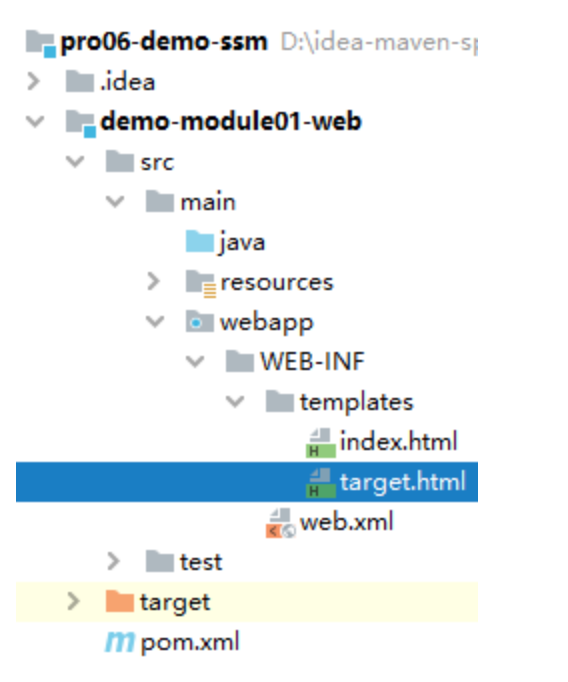 pro06-demo-ssm D:\idea-maven-sp
.idea
demo-module01-web
src
main
java
resources
webapp
WEB-INF
templates
index.html
target.html
web.xml
test
target
pom.xml